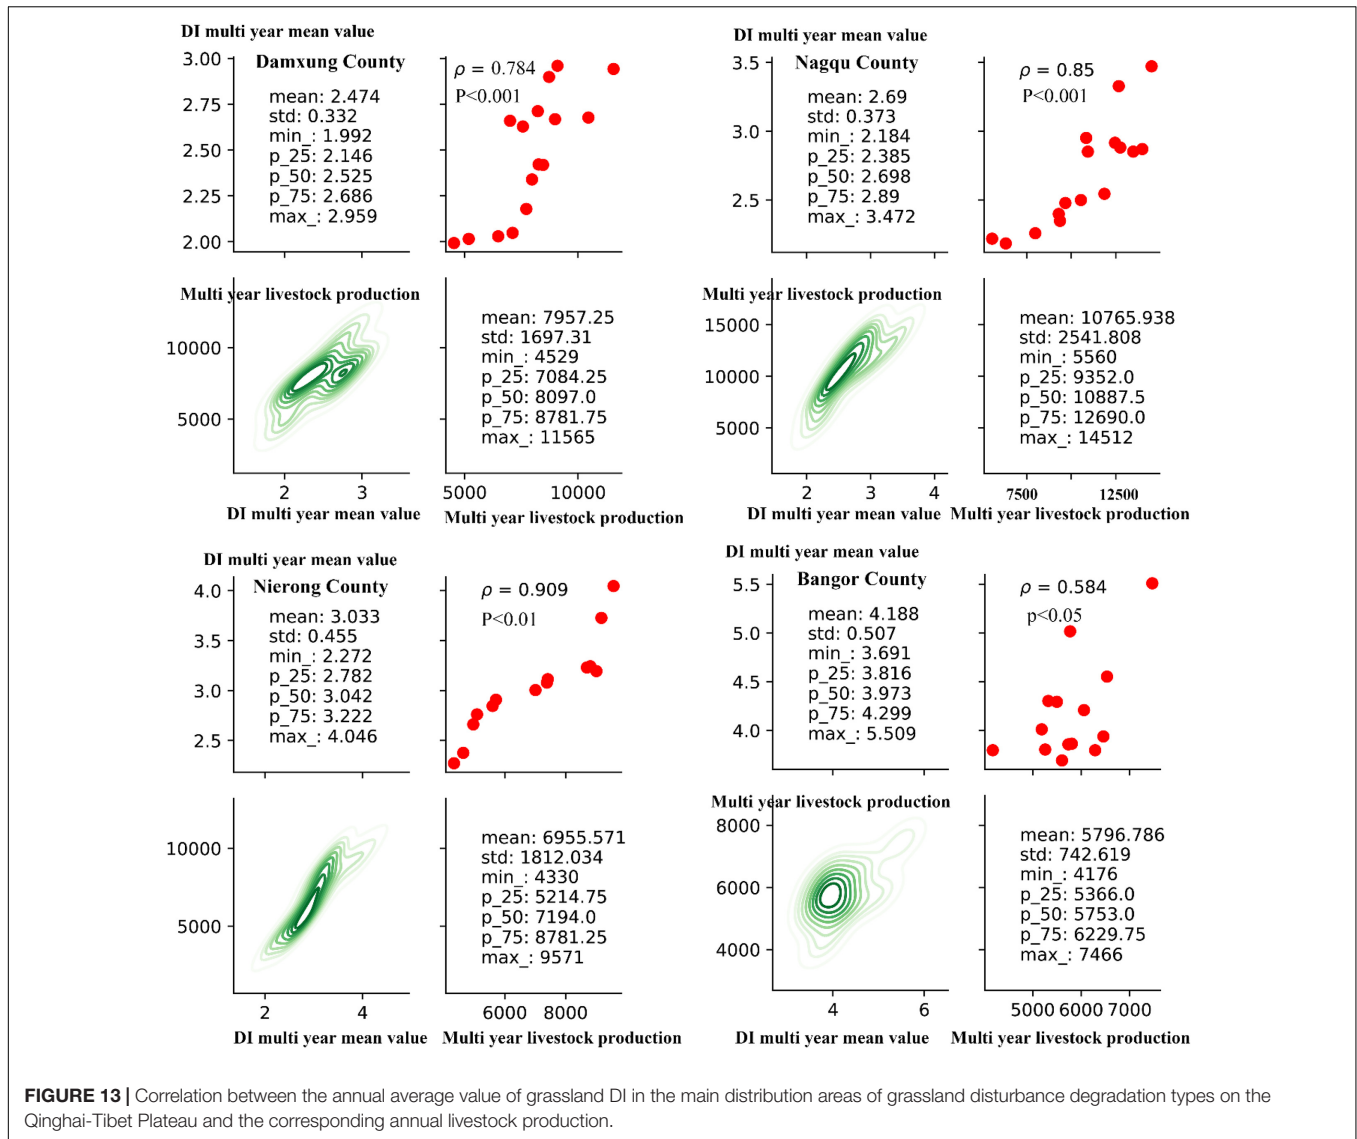 DI multi year mean value
3.00
2.75
2.50
2.25
2.00
Damxung County
mean: 2.474
std: 0.332
min_: 1.992
p_25: 2.146
p_50: 2.525
p_75: 2.686
max_: 2.959
ρ = 0.784
P<0.001
Multi year livestock production
10000
5000
2 3
DI multi year mean value
mean: 7957.25
std: 1697.31
min_: 4529
p_25: 7084.25
p_50: 8097.0
p_75: 8781.75
max_: 11565
5000 10000
Multi year livestock production
DI multi year mean value
3.5
3.0
2.5
Nagqu County
mean: 2.69
std: 0.373
min_: 2.184
p_25: 2.385
p_50: 2.698
p_75: 2.89
max_: 3.472
ρ = 0.85
P<0.001
Multi year livestock production
15000
10000
5000
2 3 4
DI multi year mean value
mean: 10765.938
std: 2541.808
min_: 5560
p_25: 9352.0
p_50: 10887.5
p_75: 12690.0
max_: 14512
7500 12500
Multi year livestock production
DI multi year mean value
4.0
3.5
3.0
2.5
Nierong County
mean: 3.033
std: 0.455
min_: 2.272
p_25: 2.782
p_50: 3.042
p_75: 3.222
max_: 4.046
ρ = 0.909
P<0.01
10000
5000
2 4
DI multi year mean value
mean: 6955.571
std: 1812.034
min_: 4330
p_25: 5214.75
p_50: 7194.0
p_75: 8781.25
max_: 9571
6000 8000
Multi year livestock production
DI multi year mean value
5.5
5.0
4.5
4.0
Bangor County
mean: 4.188
std: 0.507
min_: 3.691
p_25: 3.816
p_50: 3.973
p_75: 4.299
max_: 5.509
ρ = 0.584
p<0.05
Multi year livestock production
8000
6000
4000
4 6
DI multi year mean value
mean: 5796.786
std: 742.619
min_: 4176
p_25: 5366.0
p_50: 5753.0
p_75: 6229.75
max_: 7466
5000 6000 7000
Multi year livestock production
FIGURE 13 | Correlation between the annual average value of grassland DI in the main distribution areas of grassland disturbance degradation types on the
Qinghai-Tibet Plateau and the corresponding annual livestock production.